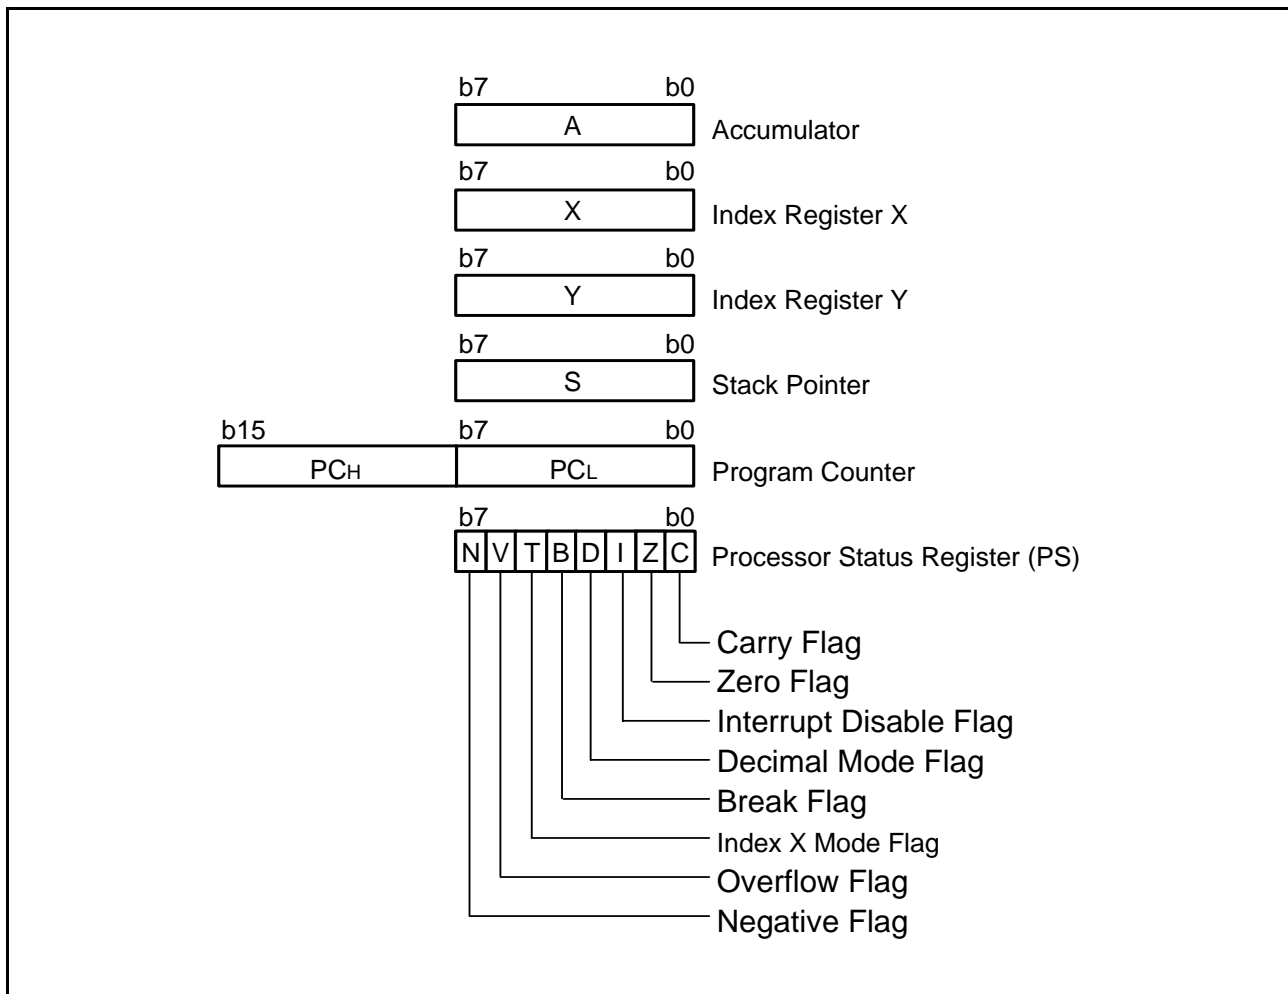 b7 b0
A Accumulator
b7 b0
X Index Register X
b7 b0
Y Index Register Y
b7 b0
S Stack Pointer
b15 b7 b0
PCH PCL Program Counter
b7 b0
N V T B D I Z C Processor Status Register (PS)
Carry Flag
Zero Flag
Interrupt Disable Flag
Decimal Mode Flag
Break Flag
Index X Mode Flag
Overflow Flag
Negative Flag